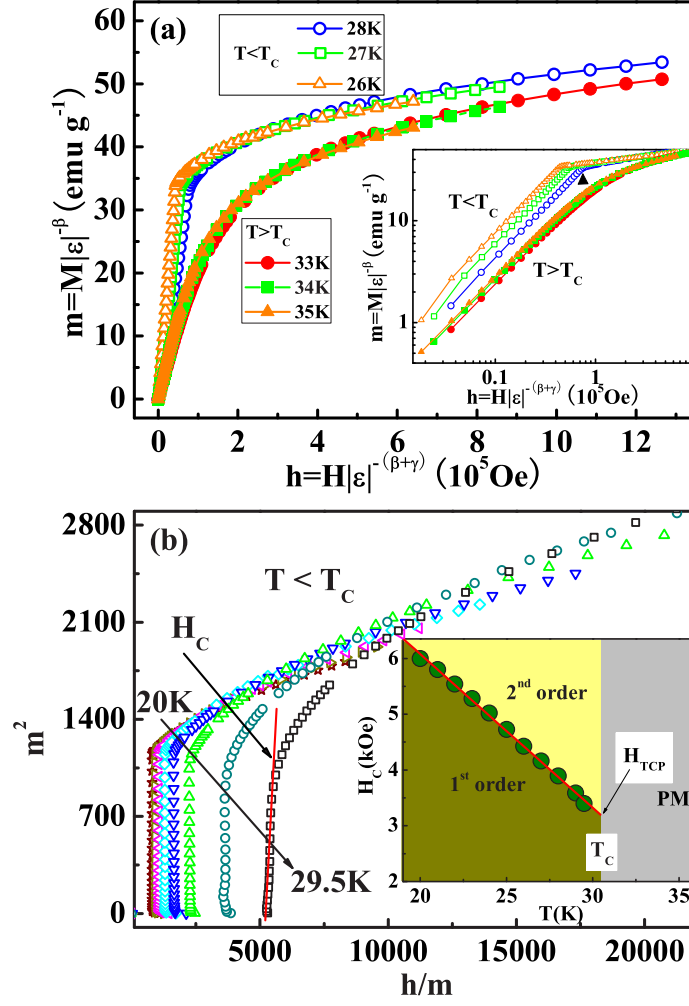 (a)
T<T_C
28K
27K
26K
m=M|ε|^-β (emu g^-1)
60
50
40
30
20
10
0
T>T_C
33K
34K
35K
0 2 4 6 8 10 12
h=H|ε|^-(β+γ) (10^5Oe)
m=M|ε|^-β (emu g^-1)
10
1
T<T_C
T>T_C
0.1 1
h=H|ε|^-(β+γ) (10^5Oe)
(b)
T < T_C
m^2
2800
2100
1400
700
0
H_C
20K
29.5K
5000 10000 15000 20000
h/m
H_C(kOe)
6
5
4
3
2
2^nd order
1^st order
H_TCP
PM
T_C
20 25 30 35
T(K)